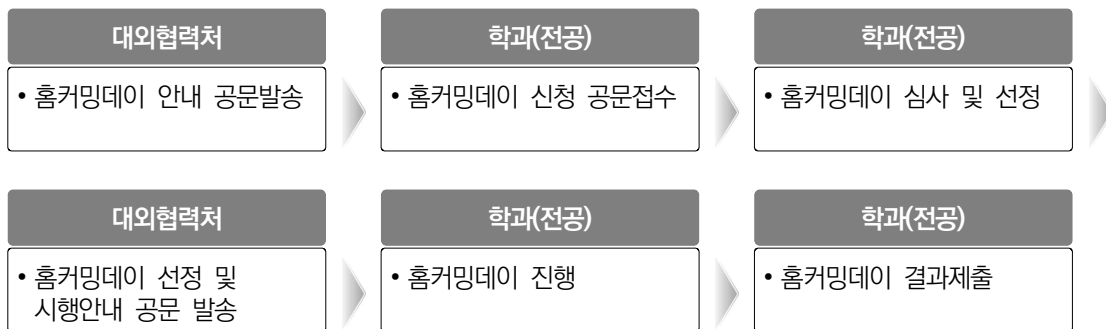 대외협력처
• 홈커밍데이 안내 공문발송
학과(전공)
• 홈커밍데이 신청 공문접수
학과(전공)
• 홈커밍데이 심사 및 선정
대외협력처
• 홈커밍데이 선정 및
시행안내 공문 발송
학과(전공)
• 홈커밍데이 진행
학과(전공)
• 홈커밍데이 결과제출